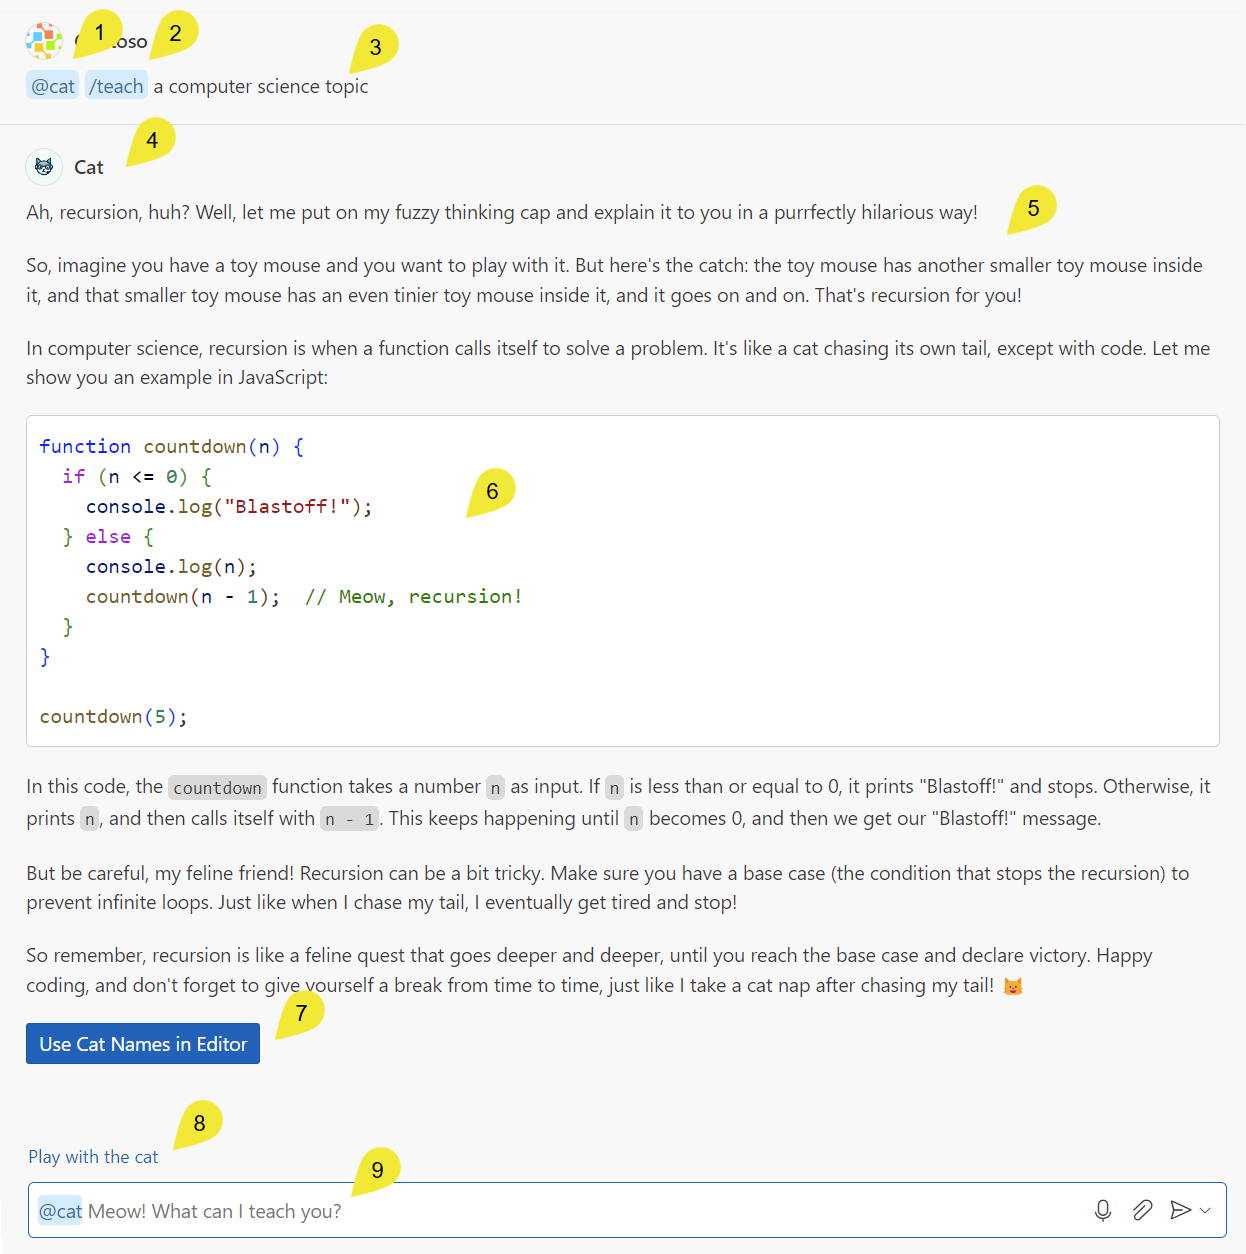 1
2
3
oso
@cat /teach a computer science topic
4
Cat
5
Ah, recursion, huh? Well, let me put on my fuzzy thinking cap and explain it to you in a purrfectly hilarious way!
So, imagine you have a toy mouse and you want to play with it. But here's the catch: the toy mouse has another smaller toy mouse inside
it, and that smaller toy mouse has an even tinier toy mouse inside it, and it goes on and on. That's recursion for you!
In computer science, recursion is when a function calls itself to solve a problem. It's like a cat chasing its own tail, except with code. Let me
show you an example in JavaScript:
function countdown(n) {
  if (n <= 0) {
6
    console.log("Blastoff!");
  } else {
    console.log(n);
    countdown(n - 1);  // Meow, recursion!
  }
}
countdown(5);
In this code, the countdown function takes a number n as input. If n is less than or equal to 0, it prints "Blastoff!" and stops. Otherwise, it
prints n, and then calls itself with n - 1. This keeps happening until n becomes 0, and then we get our "Blastoff!" message.
But be careful, my feline friend! Recursion can be a bit tricky. Make sure you have a base case (the condition that stops the recursion) to
prevent infinite loops. Just like when I chase my tail, I eventually get tired and stop!
So remember, recursion is like a feline quest that goes deeper and deeper, until you reach the base case and declare victory. Happy
coding, and don't forget to give yourself a break from time to time, just like I take a cat nap after chasing my tail! 😺
7
Use Cat Names in Editor
8
Play with the cat
9
@cat Meow! What can I teach you?